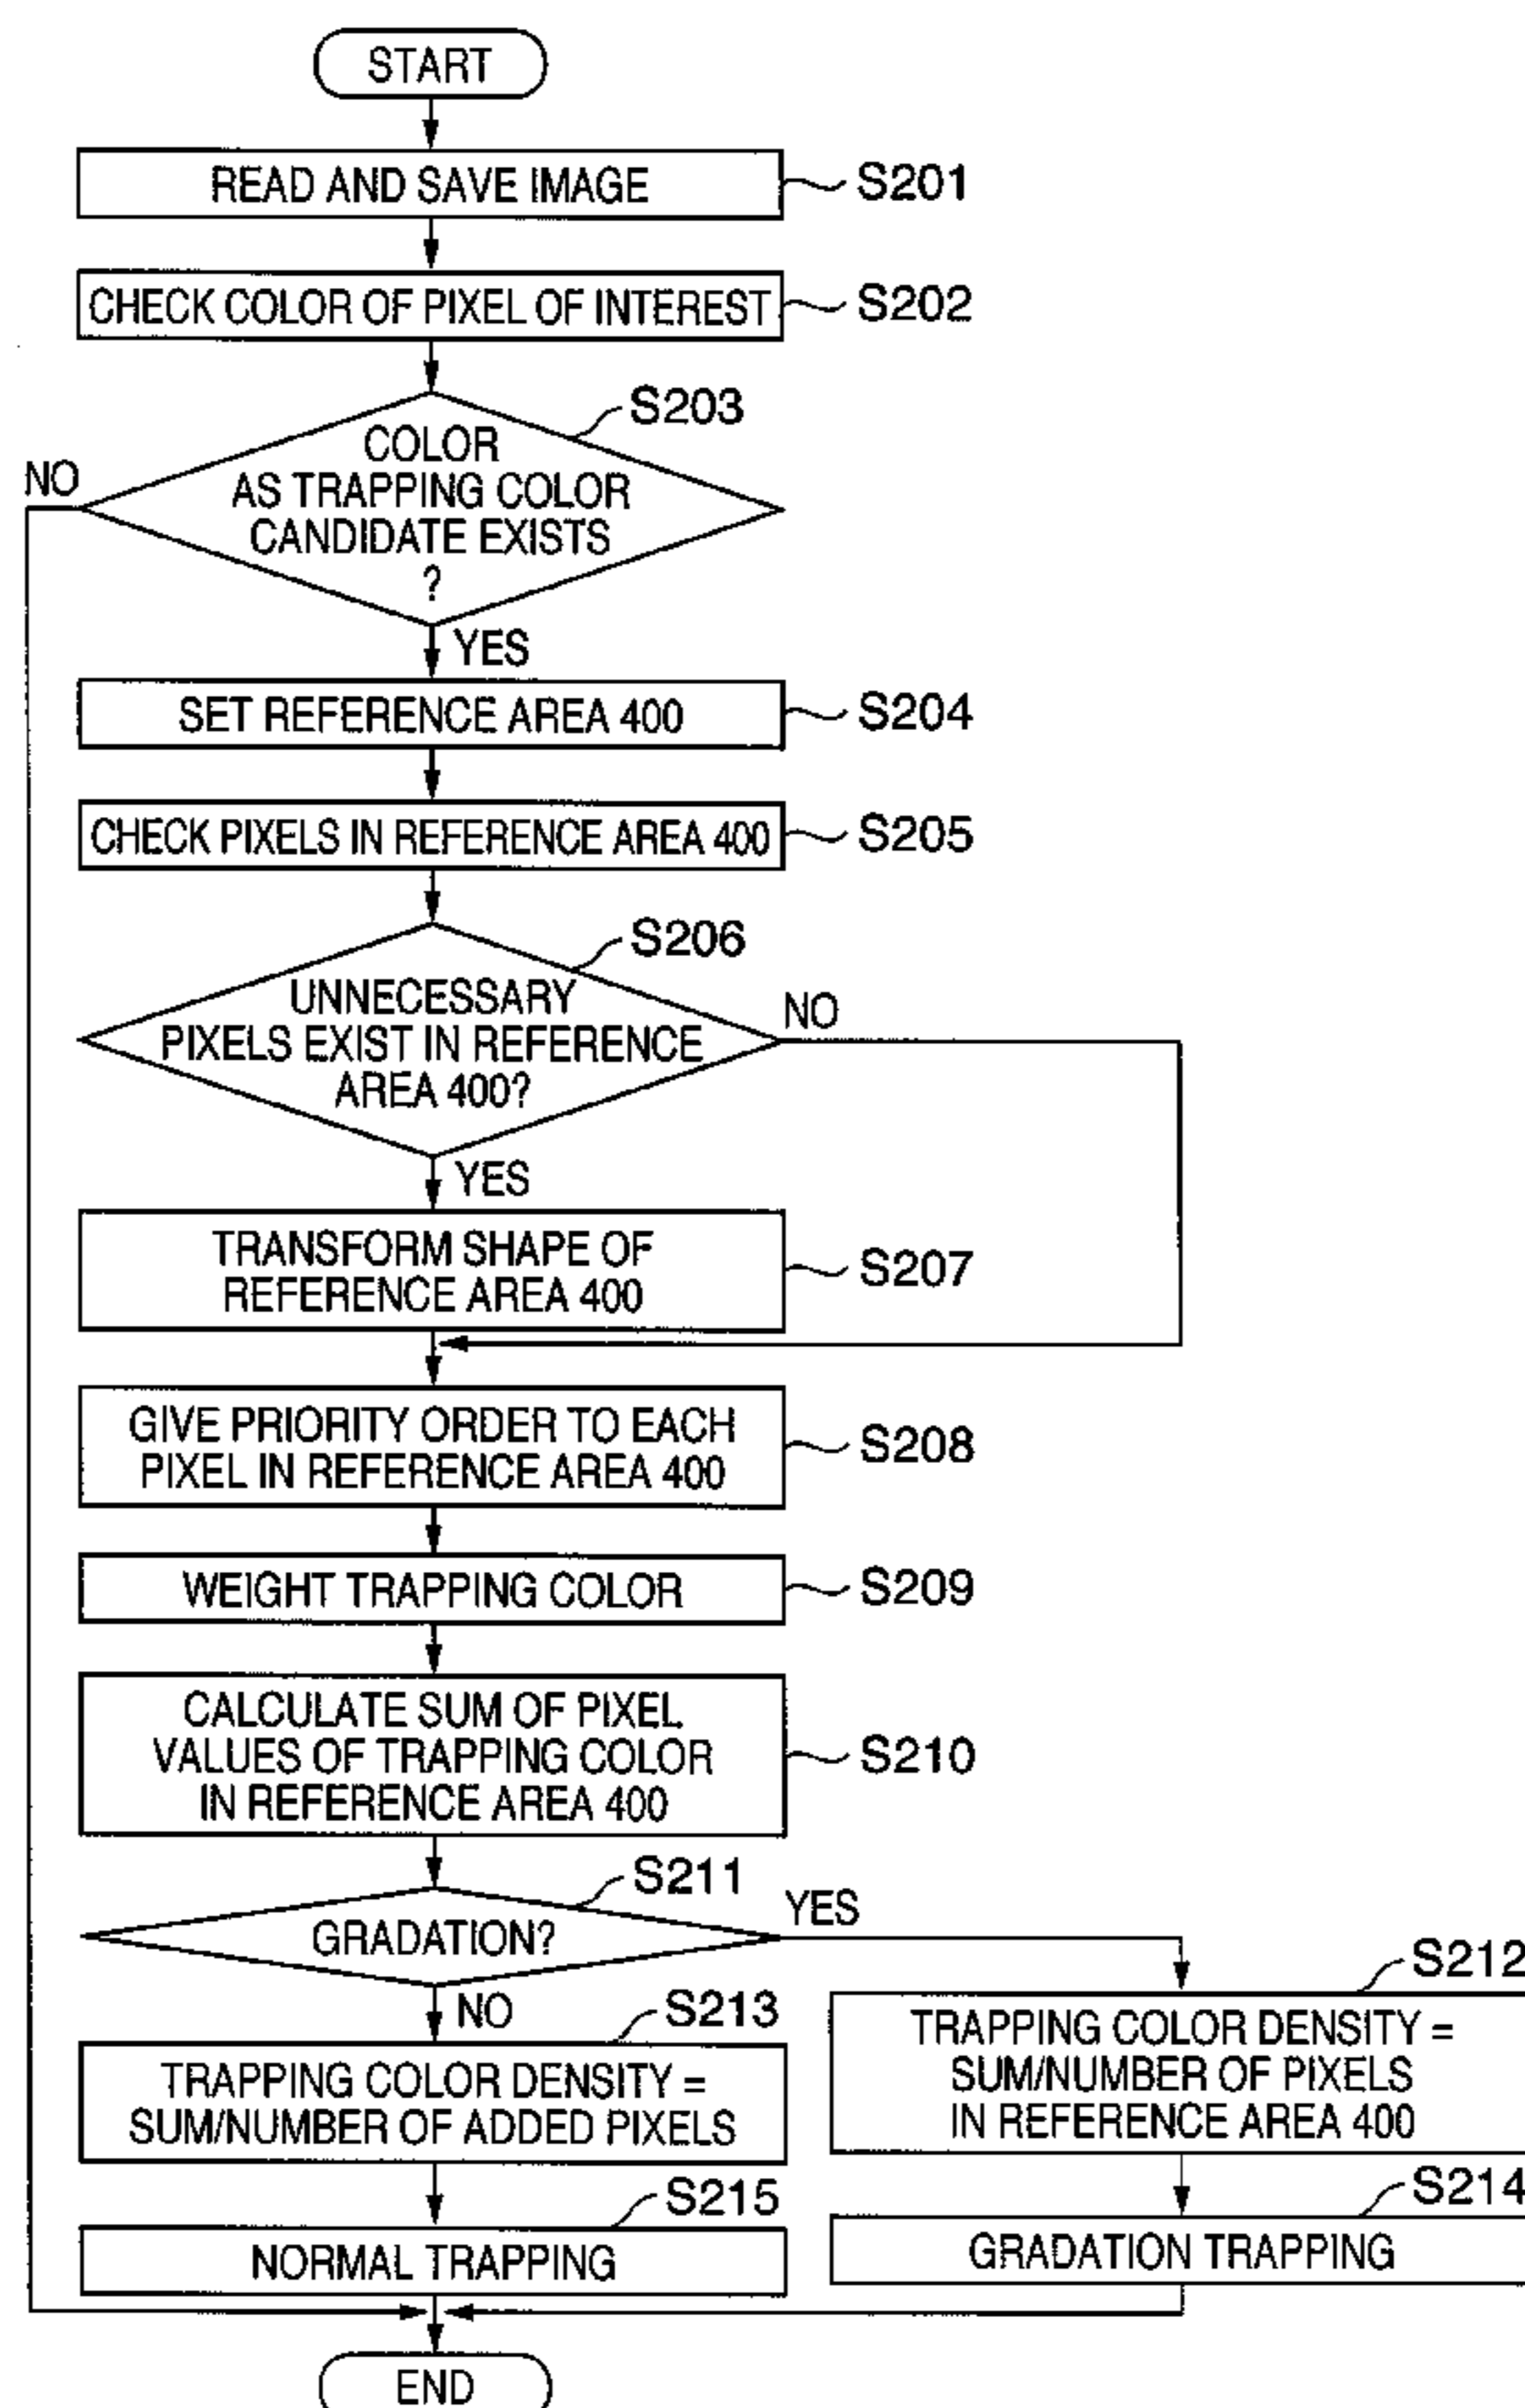 START
READ AND SAVE IMAGE
S201
CHECK COLOR OF PIXEL OF INTEREST
S202
S203
COLOR
AS TRAPPING COLOR
CANDIDATE EXISTS
?
NO
YES
SET REFERENCE AREA 400
S204
CHECK PIXELS IN REFERENCE AREA 400
S205
S206
UNNECESSARY
PIXELS EXIST IN REFERENCE
AREA 400?
NO
YES
TRANSFORM SHAPE OF
REFERENCE AREA 400
S207
GIVE PRIORITY ORDER TO EACH
PIXEL IN REFERENCE AREA 400
S208
WEIGHT TRAPPING COLOR
S209
CALCULATE SUM OF PIXEL
VALUES OF TRAPPING COLOR
IN REFERENCE AREA 400
S210
S211
GRADATION?
YES
NO
S213
TRAPPING COLOR DENSITY =
SUM/NUMBER OF ADDED PIXELS
S212
TRAPPING COLOR DENSITY =
SUM/NUMBER OF PIXELS
IN REFERENCE AREA 400
S215
NORMAL TRAPPING
S214
GRADATION TRAPPING
END